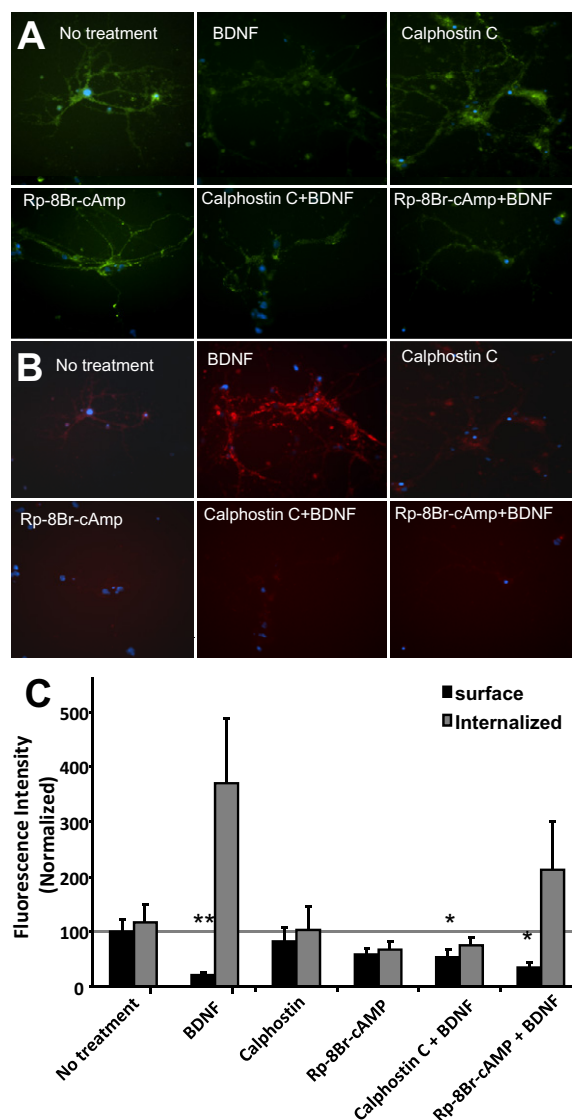 A
No treatment
BDNF
Calphostin C
Rp-8Br-cAmp
Calphostin C+BDNF
Rp-8Br-cAmp+BDNF
B
No treatment
BDNF
Calphostin C
Rp-8Br-cAmp
Calphostin C+BDNF
Rp-8Br-cAmp+BDNF
C
surface
Internalized
Fluorescence Intensity
(Normalized)
500
400
300
200
100
0
**
*
*
No treatment
BDNF
Calphostin
Rp-8Br-cAMP
Calphostin C + BDNF
Rp-8Br-cAMP + BDNF